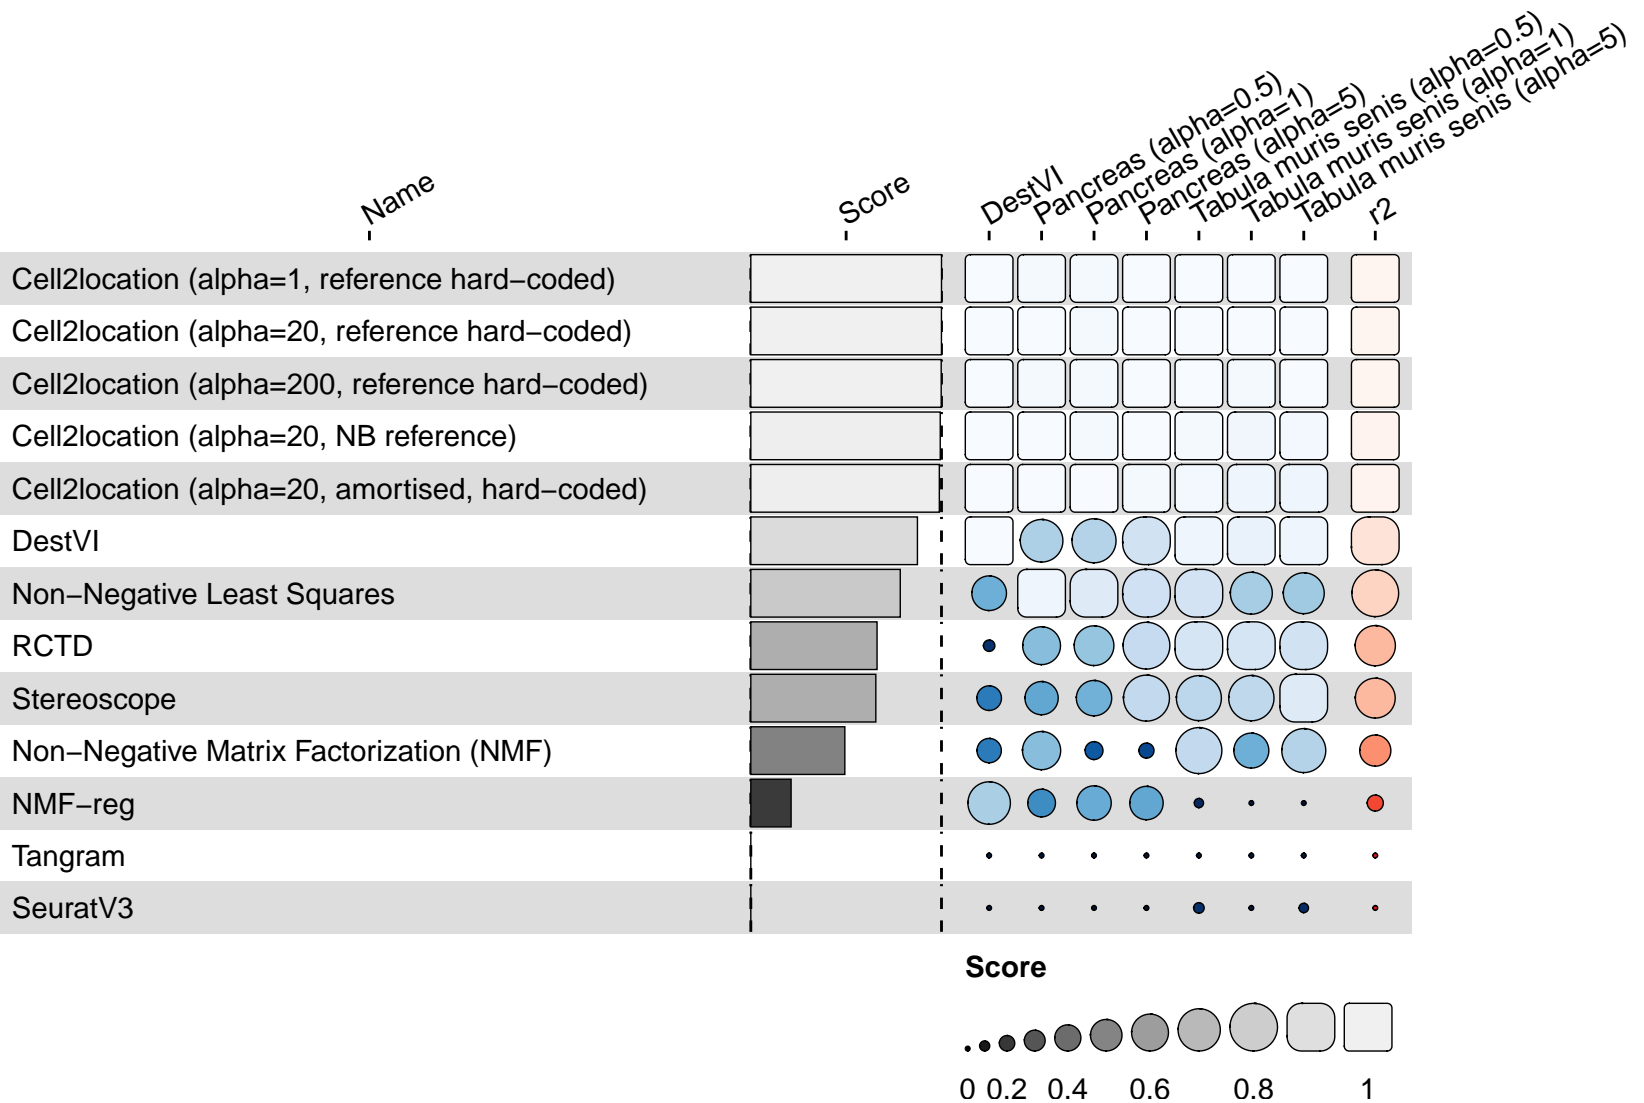 Name
Score
DestVI
Pancreas (alpha=0.5)
Pancreas (alpha=1)
Pancreas (alpha=5)
Tabula muris senis (alpha=0.5)
Tabula muris senis (alpha=1)
Tabula muris senis (alpha=5)
r2
Cell2location (alpha=1, reference hard−coded)
Cell2location (alpha=20, reference hard−coded)
Cell2location (alpha=200, reference hard−coded)
Cell2location (alpha=20, NB reference)
Cell2location (alpha=20, amortised, hard−coded)
DestVI
Non−Negative Least Squares
RCTD
Stereoscope
Non−Negative Matrix Factorization (NMF)
NMF−reg
Tangram
SeuratV3
Score
0 0.2 0.4 0.6 0.8 1